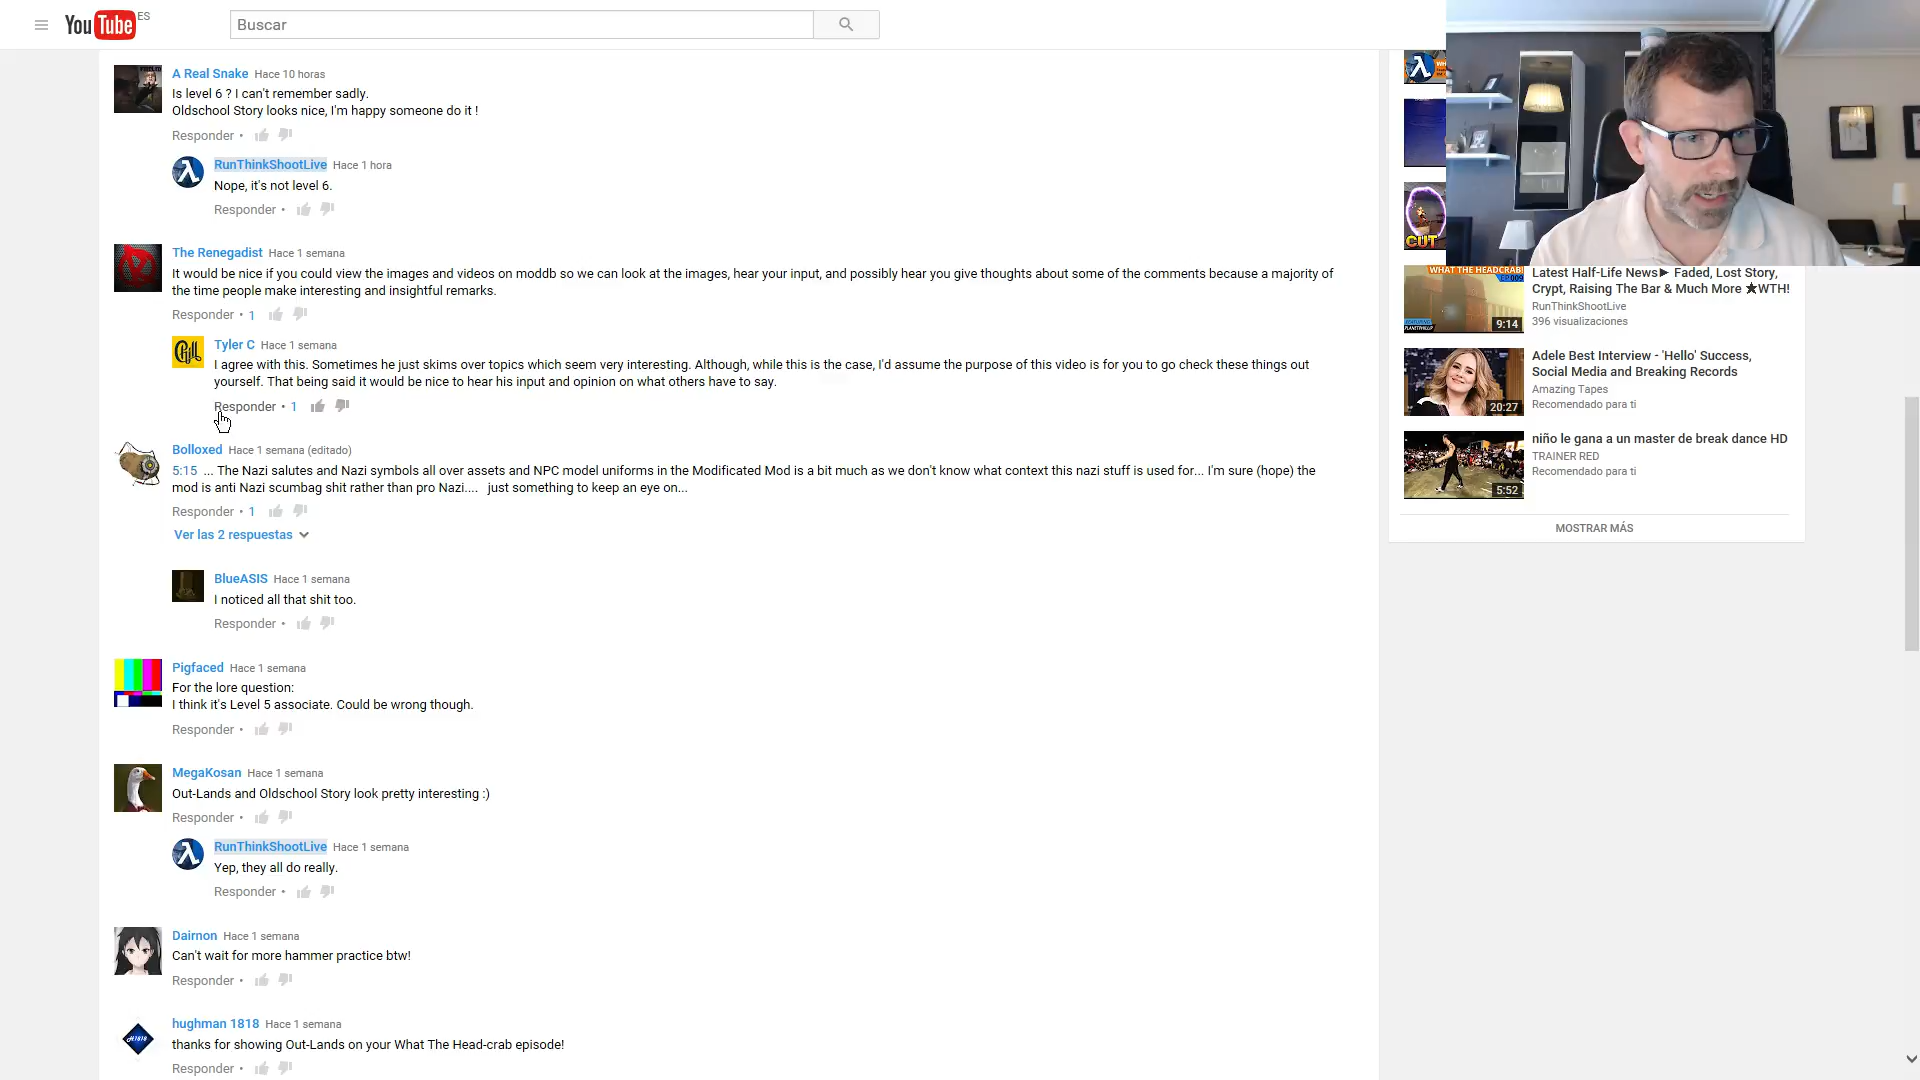 YouTube ES
Buscar
A Real Snake Hace 10 horas
Is level 6 ? I can't remember sadly.
Oldschool Story looks nice, I'm happy someone do it !
Responder •
RunThinkShootLive Hace 1 hora
Nope, it's not level 6.
Responder •
The Renegadist Hace 1 semana
It would be nice if you could view the images and videos on moddb so we can look at the images, hear your input, and possibly hear you give thoughts about some of the comments because a majority of
the time people make interesting and insightful remarks.
Responder • 1
Tyler C Hace 1 semana
I agree with this. Sometimes he just skims over topics which seem very interesting. Although, while this is the case, I'd assume the purpose of this video is for you to go check these things out
yourself. That being said it would be nice to hear his input and opinion on what others have to say.
Responder • 1
Bolloxed Hace 1 semana (editado)
5:15 ... The Nazi salutes and Nazi symbols all over assets and NPC model uniforms in the Modificated Mod is a bit much as we don't know what context this nazi stuff is used for... I'm sure (hope) the
mod is anti Nazi scumbag shit rather than pro Nazi.... just something to keep an eye on...
Responder • 1
Ver las 2 respuestas
BlueASIS Hace 1 semana
I noticed all that shit too.
Responder •
Pigfaced Hace 1 semana
For the lore question:
I think it's Level 5 associate. Could be wrong though.
Responder •
MegaKosan Hace 1 semana
Out-Lands and Oldschool Story look pretty interesting :)
Responder •
RunThinkShootLive Hace 1 semana
Yep, they all do really.
Responder •
Dairnon Hace 1 semana
Can't wait for more hammer practice btw!
Responder •
hughman 1818 Hace 1 semana
thanks for showing Out-Lands on your What The Head-crab episode!
Responder •
CUT
WHAT THE HEADCRAB!
9:14
Latest Half-Life News► Faded, Lost Story,
Crypt, Raising The Bar & Much More ★WTH!
RunThinkShootLive
396 visualizaciones
20:27
Adele Best Interview - 'Hello' Success,
Social Media and Breaking Records
Amazing Tapes
Recomendado para ti
5:52
niño le gana a un master de break dance HD
TRAINER RED
Recomendado para ti
MOSTRAR MÁS